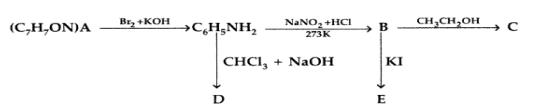 (C₇H₇ON)A Br₂+KOH C₆H₅NH₂ NaNO₂+HCl 273K B CH₃CH₂OH C
CHCl₃ + NaOH KI
D E